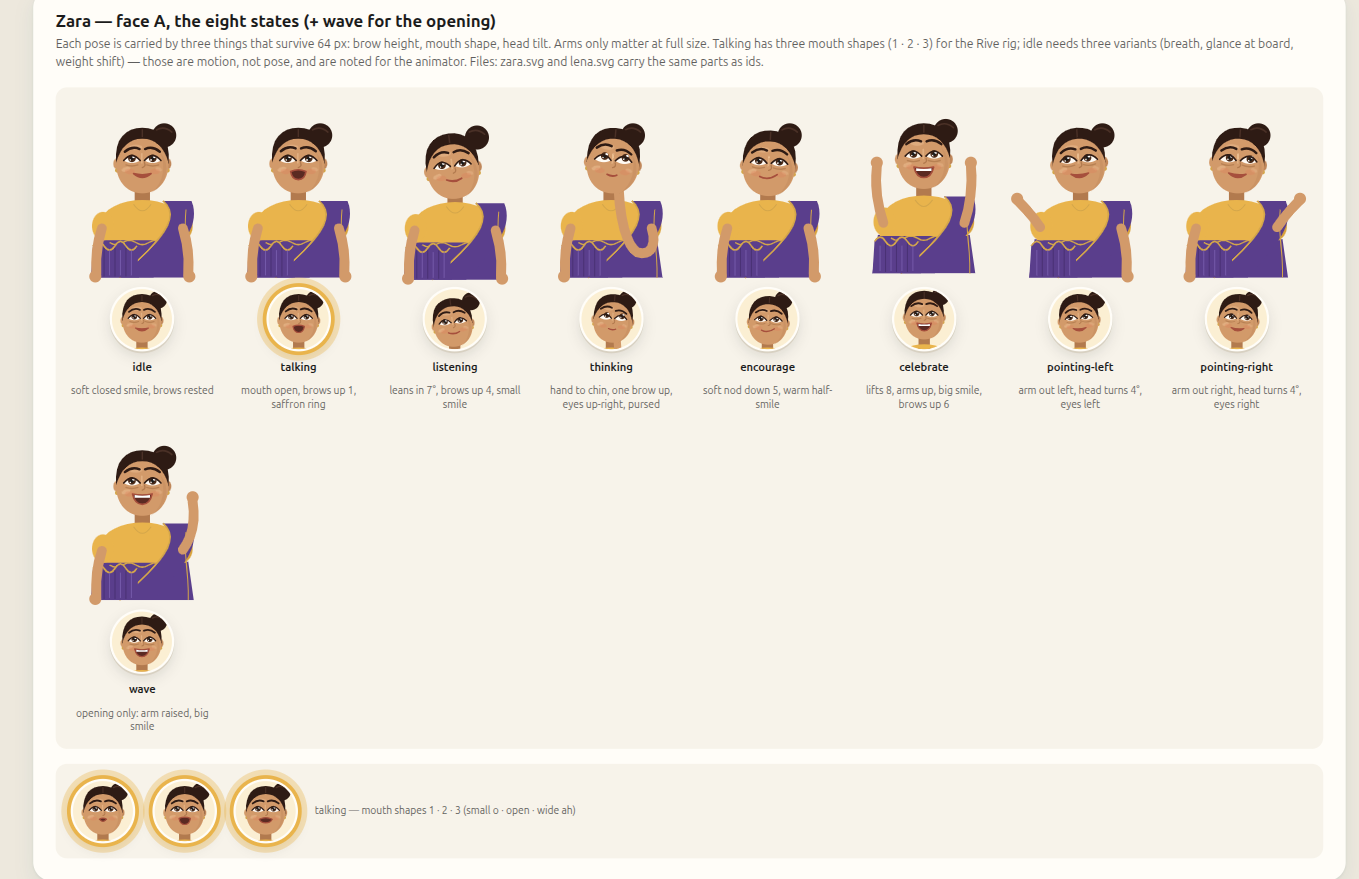 Zara — face A, the eight states (+ wave for the opening)
Each pose is carried by three things that survive 64 px: brow height, mouth shape, head tilt. Arms only matter at full size. Talking has three mouth shapes (1 · 2 · 3) for the Rive rig; idle needs three variants (breath, glance at board,
weight shift) — those are motion, not pose, and are noted for the animator. Files: zara.svg and lena.svg carry the same parts as ids.
idle
soft closed smile, brows rested
talking
mouth open, brows up 1,
saffron ring
listening
leans in 7°, brows up 4, small
smile
thinking
hand to chin, one brow up,
eyes up-right, pursed
encourage
soft nod down 5, warm half-
smile
celebrate
lifts 8, arms up, big smile,
brows up 6
pointing-left
arm out left, head turns 4°,
eyes left
pointing-right
arm out right, head turns 4°,
eyes right
wave
opening only: arm raised, big
smile
talking — mouth shapes 1 · 2 · 3 (small o · open · wide ah)